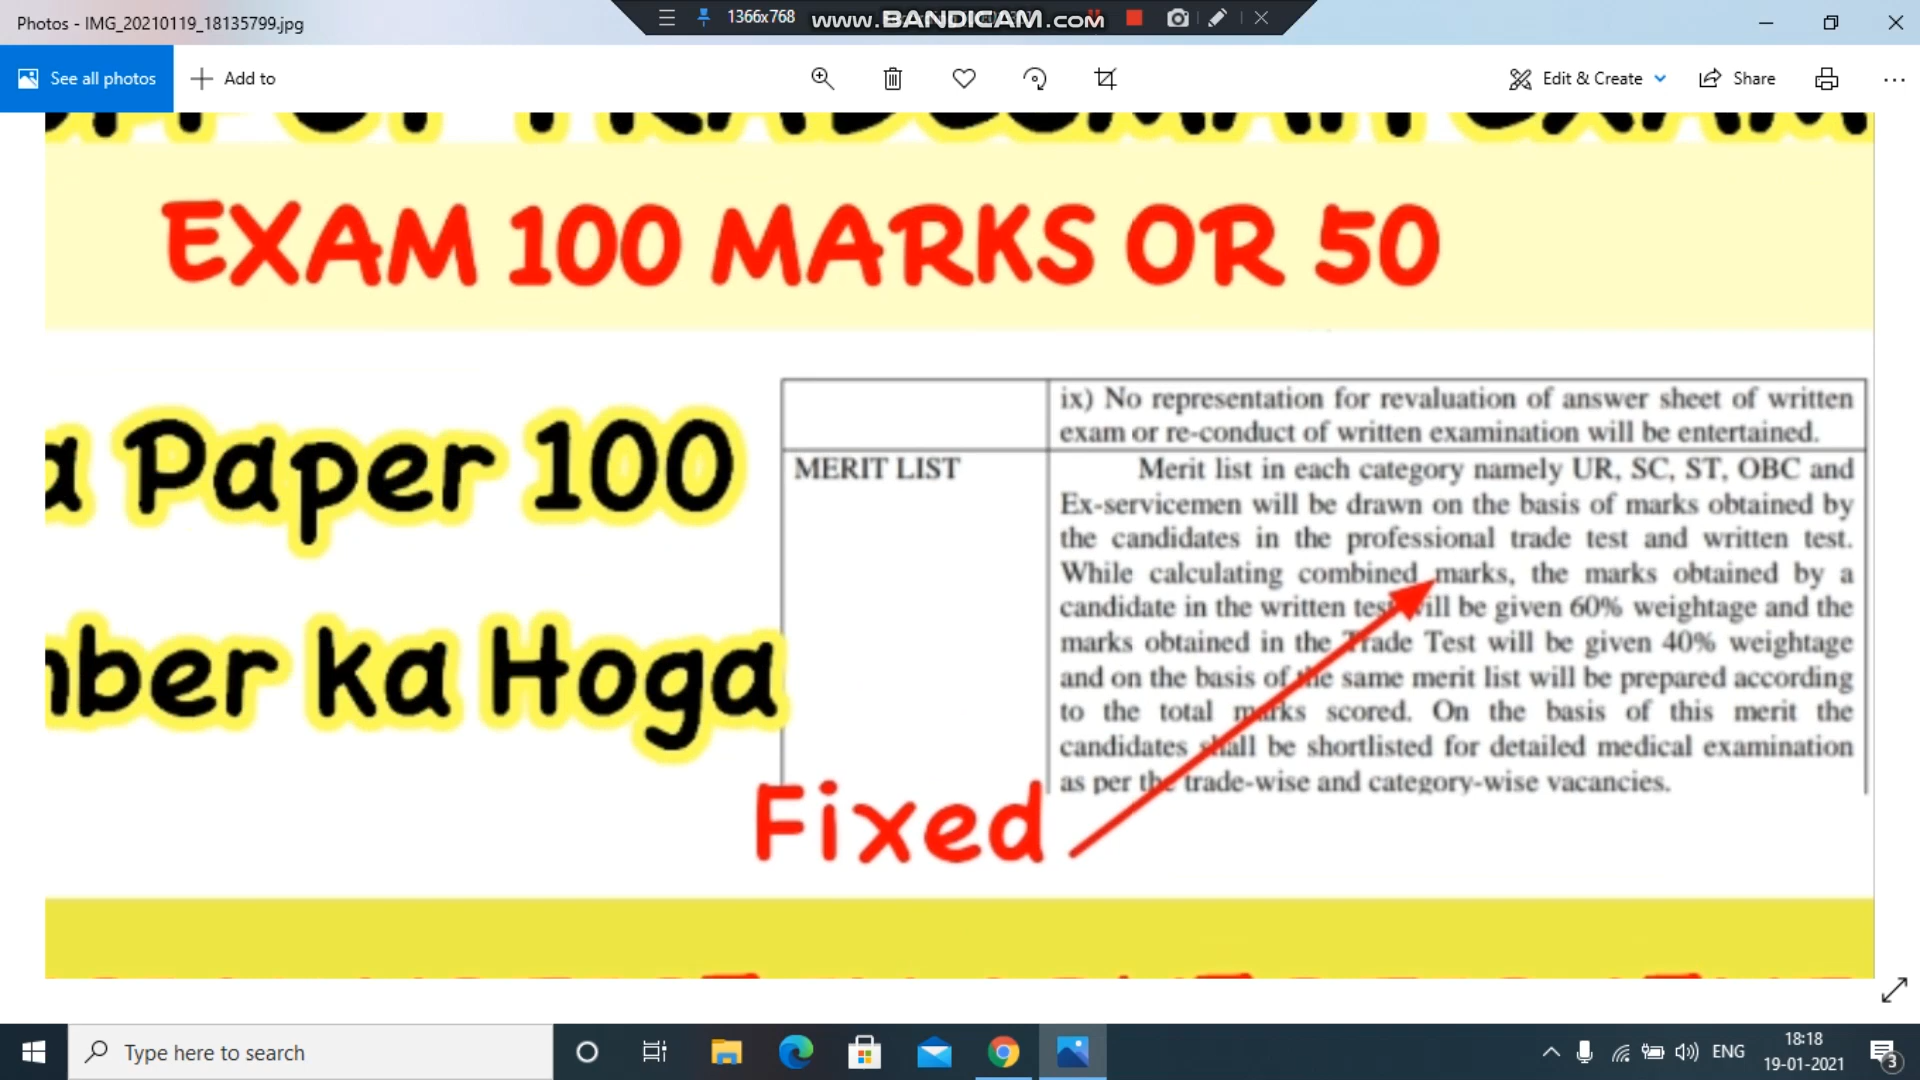 Photos - IMG_20210119_18135799.jpg
1366x768
www.BANDICAM.com
See all photos
Add to
Edit & Create
Share
TRADESMAN EXAM
EXAM 100 MARKS OR 50
a Paper 100
mber ka Hoga
ix) No representation for revaluation of answer sheet of written
exam or re-conduct of written examination will be entertained.
MERIT LIST
Merit list in each category namely UR, SC, ST, OBC and
Ex-servicemen will be drawn on the basis of marks obtained by
the candidates in the professional trade test and written test.
While calculating combined marks, the marks obtained by a
candidate in the written test will be given 60% weightage and the
marks obtained in the Trade Test will be given 40% weightage
and on the basis of the same merit list will be prepared according
to the total marks scored. On the basis of this merit the
candidates shall be shortlisted for detailed medical examination
as per the trade-wise and category-wise vacancies.
Fixed
Type here to search
ENG
18:18
19-01-2021
3